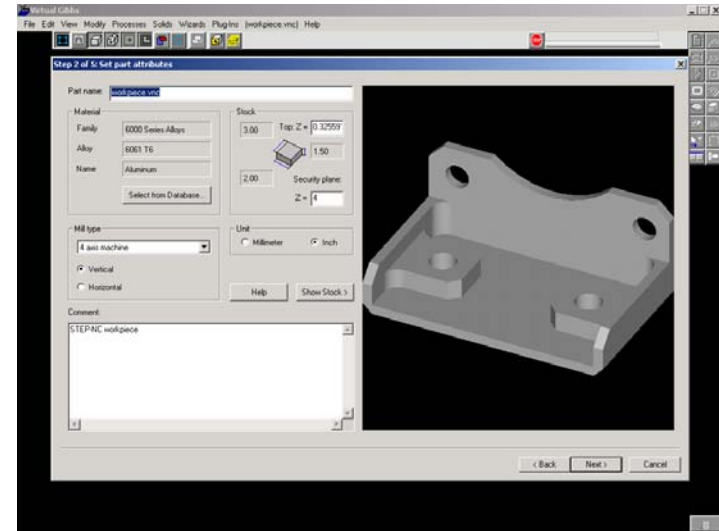 Virtual Gibbs
File Edit View Modify Processes Solids Wizards Plug-Ins [workpiece.vnc] Help
STOP
Step 2 of 5: Set part attributes
Part name: workpiece.vnc
Material
Family 6000 Series Alloys
Alloy 6061 T6
Name Aluminum
Select from Database...
Stock
3.00 Top: Z = 0.32559
1.50
2.00 Security plane:
Z = 4
Mill type
4 axis machine
Vertical
Horizontal
Unit
Millimeter Inch
Help Show Stock >
Comment:
STEP-NC workpiece
< Back Next > Cancel